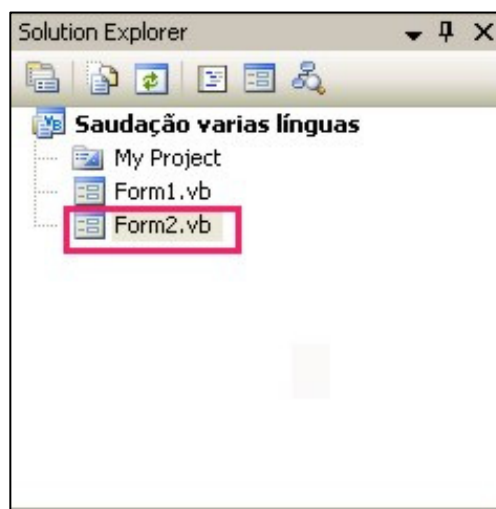 Solution Explorer
Saudação varias línguas
My Project
Form1.vb
Form2.vb